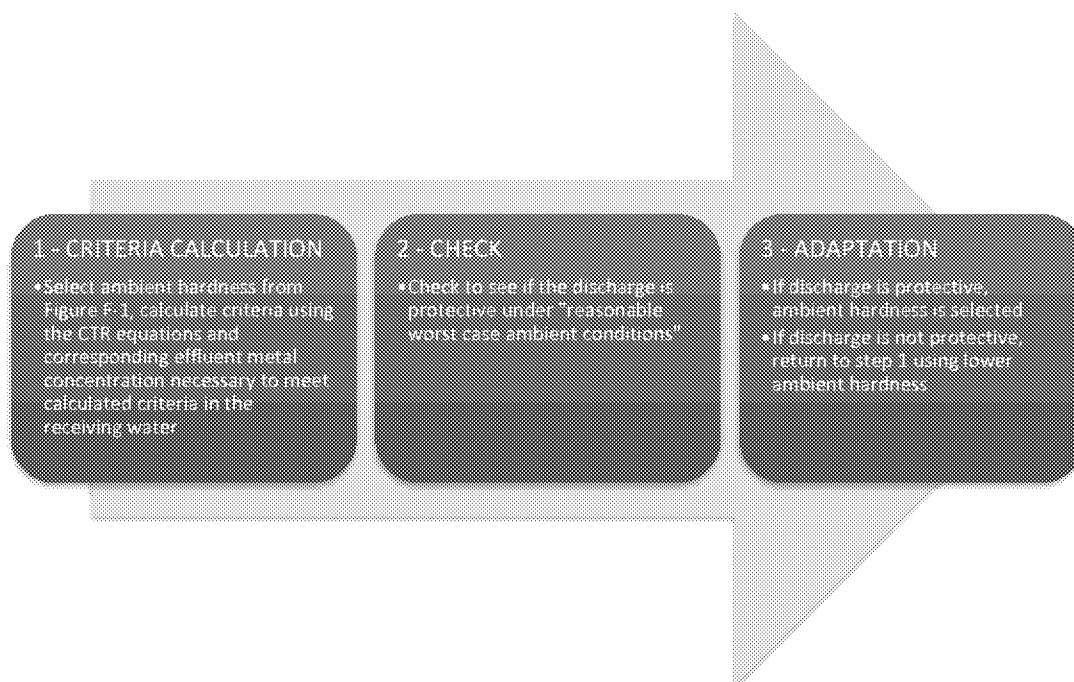 1 - CRITERIA CALCULATION
•Select ambient hardness from
Figure F-1, calculate criteria using
the CTR equations and
corresponding effluent metal
concentration necessary to meet
calculated criteria in the
receiving water
2 - CHECK
•Check to see if the discharge is
protective under "reasonable
worst case ambient conditions"
3 - ADAPTATION
•If discharge is protective,
ambient hardness is selected
•If discharge is not protective,
return to step 1 using lower
ambient hardness